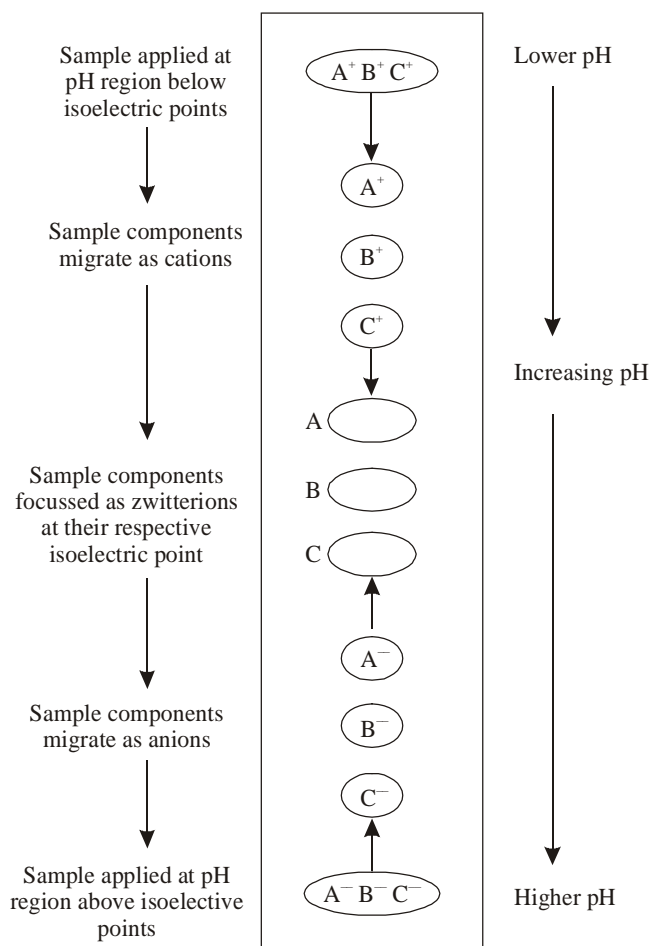 Sample applied at
pH region below
isoelectric points
A⁺ B⁺ C⁺
Lower pH
A⁺
Sample components
migrate as cations
B⁺
C⁺
Increasing pH
A
Sample components
focussed as zwitterions
at their respective
isoelectric point
B
C
A⁻
Sample components
migrate as anions
B⁻
C⁻
Sample applied at pH
region above isoelective
points
A⁻ B⁻ C⁻
Higher pH